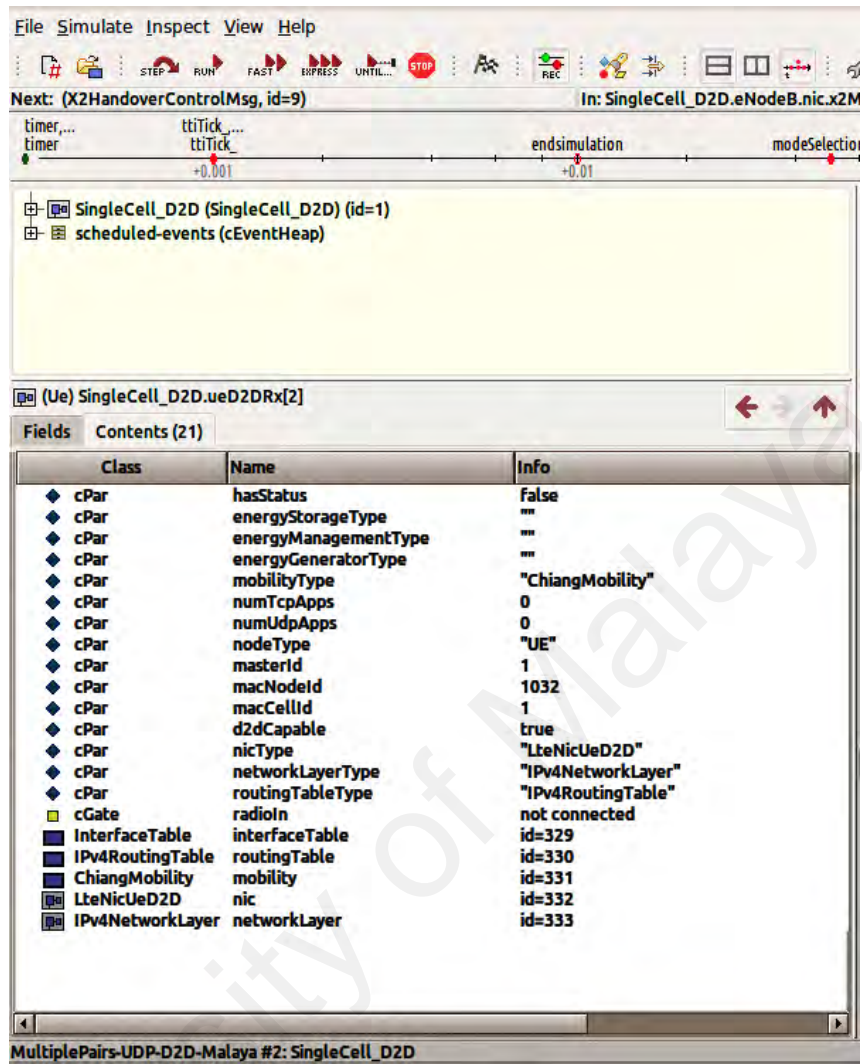 File Simulate Inspect View Help
STEP RUN FAST EXPRESS UNTIL... STOP REC
Next: (X2HandoverControlMsg, id=9) In: SingleCell_D2D.eNodeB.nic.x2M
timer,... ttiTick_,...
timer ttiTick_ endsimulation modeSelection
+0.001 +0.01
SingleCell_D2D (SingleCell_D2D) (id=1)
scheduled-events (cEventHeap)
(Ue) SingleCell_D2D.ueD2DRx[2]
Fields Contents (21)
Class Name Info
cPar hasStatus false
cPar energyStorageType ""
cPar energyManagementType ""
cPar energyGeneratorType ""
cPar mobilityType "ChiangMobility"
cPar numTcpApps 0
cPar numUdpApps 0
cPar nodeType "UE"
cPar masterId 1
cPar macNodeId 1032
cPar macCellId 1
cPar d2dCapable true
cPar nicType "LteNicUeD2D"
cPar networkLayerType "IPv4NetworkLayer"
cPar routingTableType "IPv4RoutingTable"
cGate radioIn not connected
InterfaceTable interfaceTable id=329
IPv4RoutingTable routingTable id=330
ChiangMobility mobility id=331
LteNicUeD2D nic id=332
IPv4NetworkLayer networkLayer id=333
MultiplePairs-UDP-D2D-Malaya #2: SingleCell_D2D
sity of Malaya